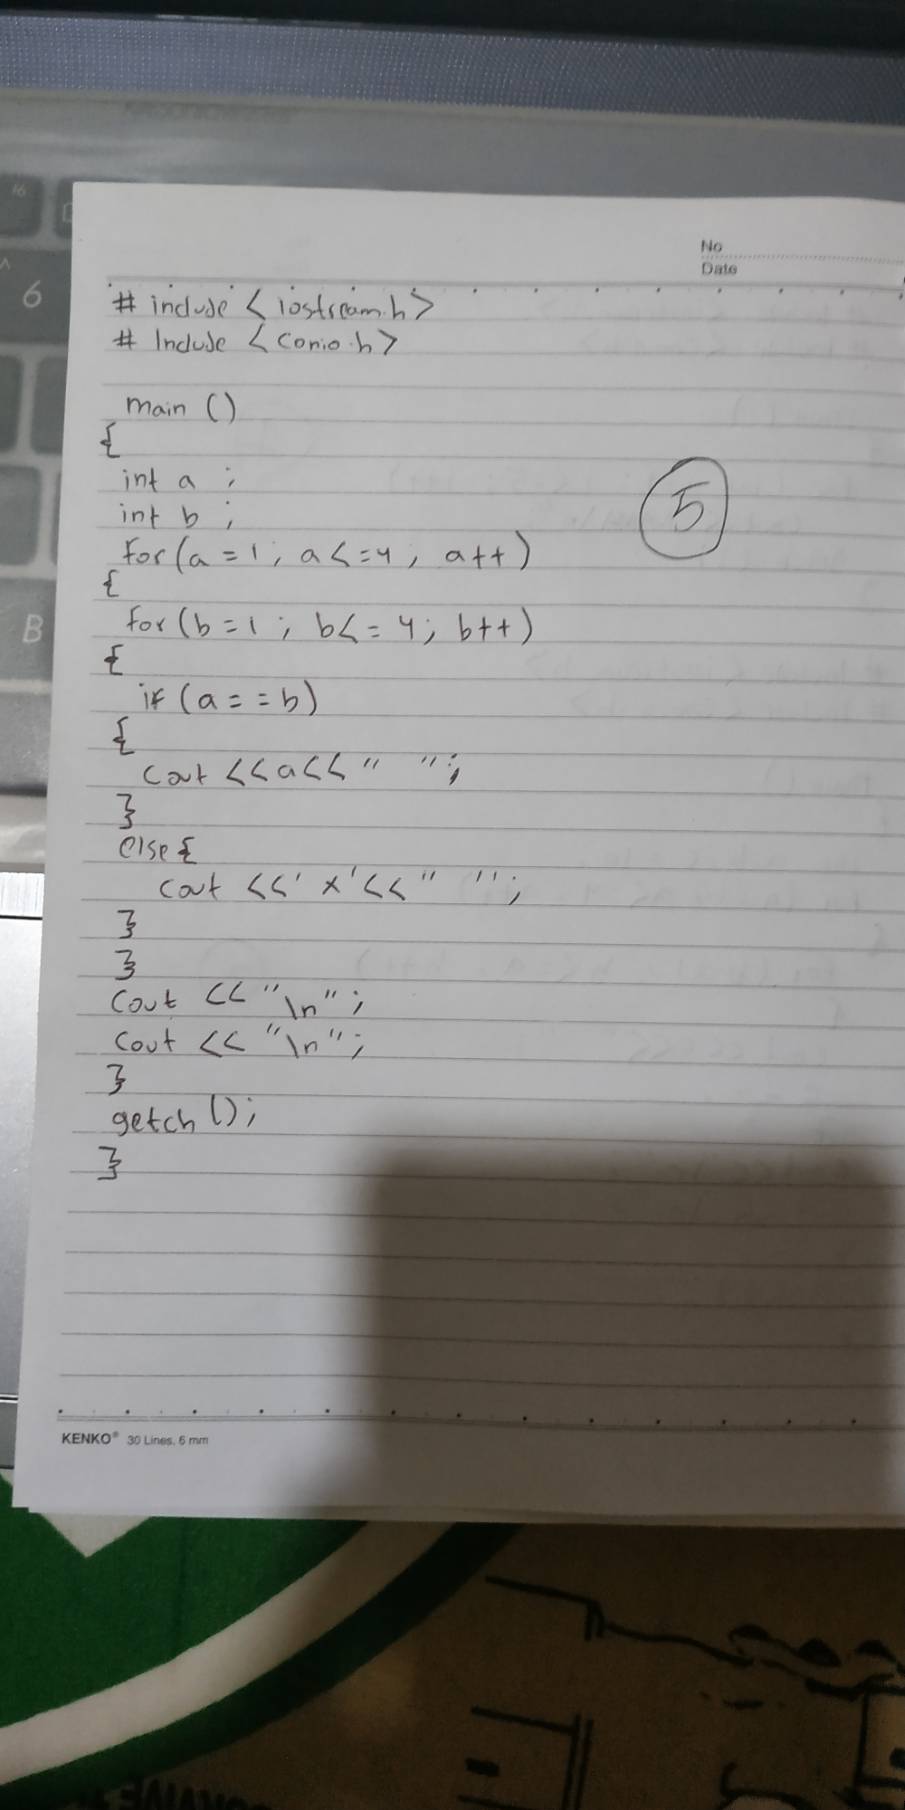 No
Date
# include <iostream.h>
# Include <conio.h>
main ()
{
int a ;
int b ;
for (a = 1 ; a <= 4 ; a++)
{
for (b = 1 ; b <= 4 ; b++)
{
if (a = = b)
{
cout <<a<< "  ";
}
else {
cout <<' x '<< "  ";
}
}
cout << "\n" ;
cout << "\n" ;
}
getch () ;
}
5
KENKO® 30 Lines, 6 mm
6
B